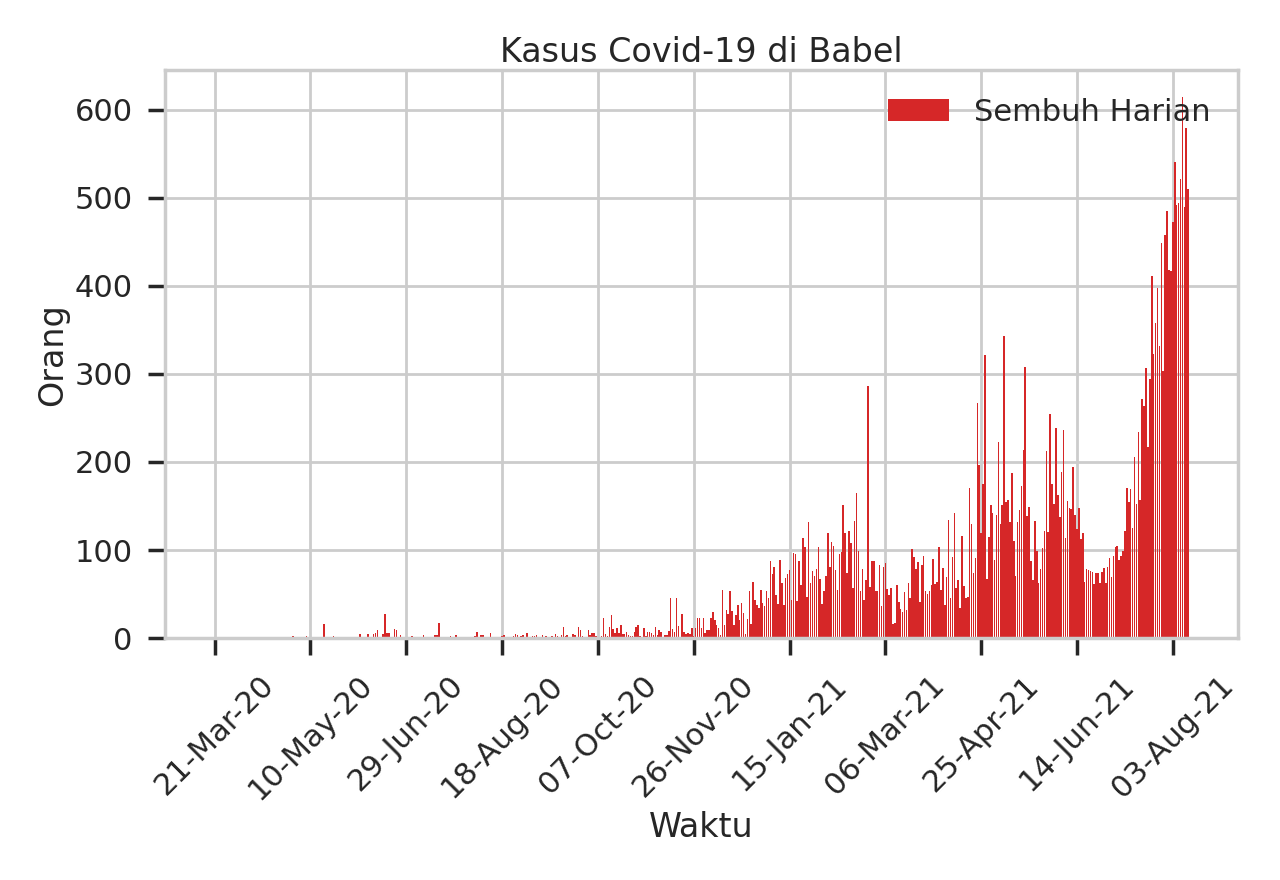 Kasus Covid-19 di Babel
Sembuh Harian
Orang
600
500
400
300
200
100
0
21-Mar-20
10-May-20
29-Jun-20
18-Aug-20
07-Oct-20
26-Nov-20
15-Jan-21
06-Mar-21
25-Apr-21
14-Jun-21
03-Aug-21
Waktu